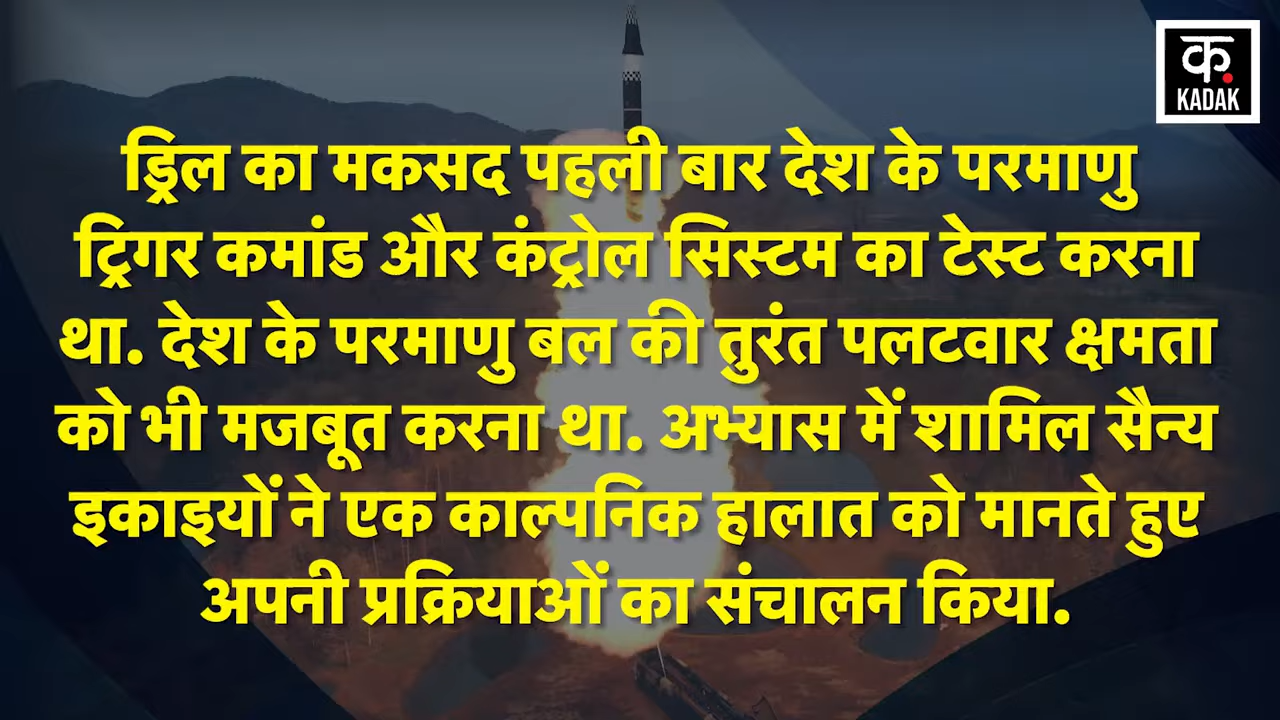 क.
KADAK
ड्रिल का मकसद पहली बार देश के परमाणु
ट्रिगर कमांड और कंट्रोल सिस्टम का टेस्ट करना
था. देश के परमाणु बल की तुरंत पलटवार क्षमता
को भी मजबूत करना था. अभ्यास में शामिल सैन्य
इकाइयों ने एक काल्पनिक हालात को मानते हुए
अपनी प्रक्रियाओं का संचालन किया.